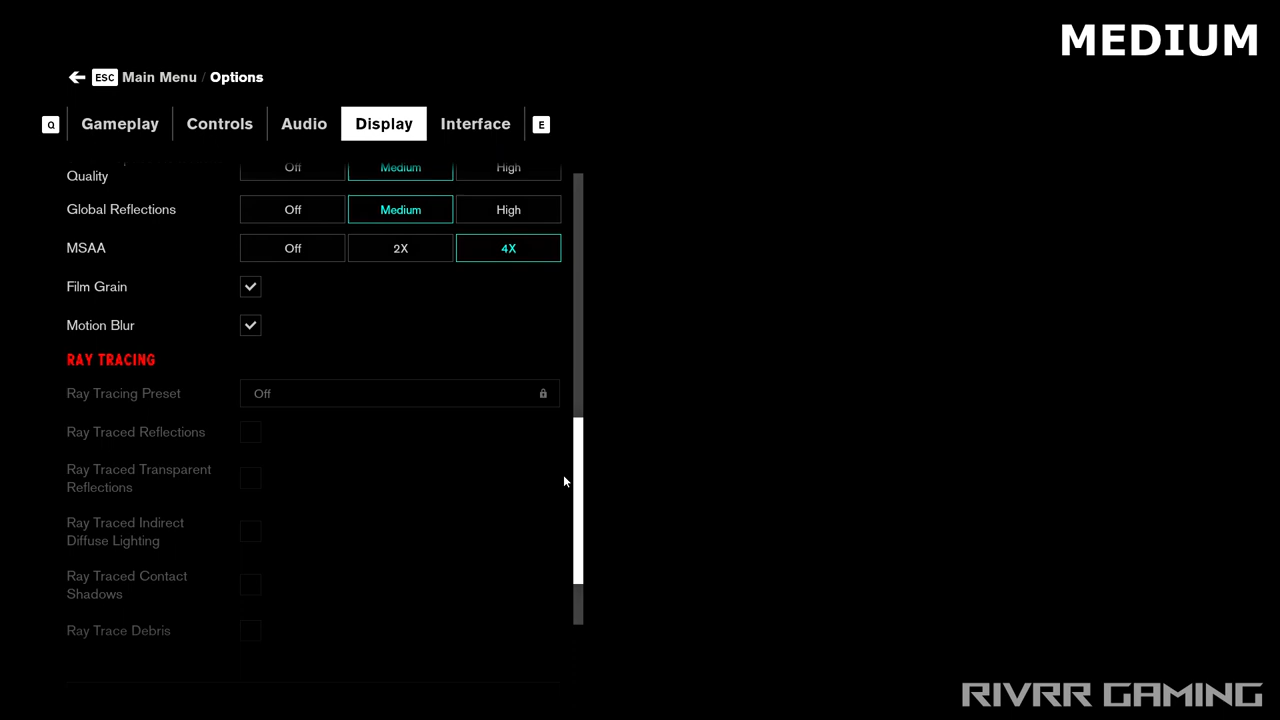 MEDIUM
ESC Main Menu / Options
Q Gameplay Controls Audio Display Interface E
Quality Off Medium High
Global Reflections Off Medium High
MSAA Off 2X 4X
Film Grain
Motion Blur
RAY TRACING
Ray Tracing Preset Off
Ray Traced Reflections
Ray Traced Transparent
Reflections
Ray Traced Indirect
Diffuse Lighting
Ray Traced Contact
Shadows
Ray Trace Debris
RIVRR GAMING